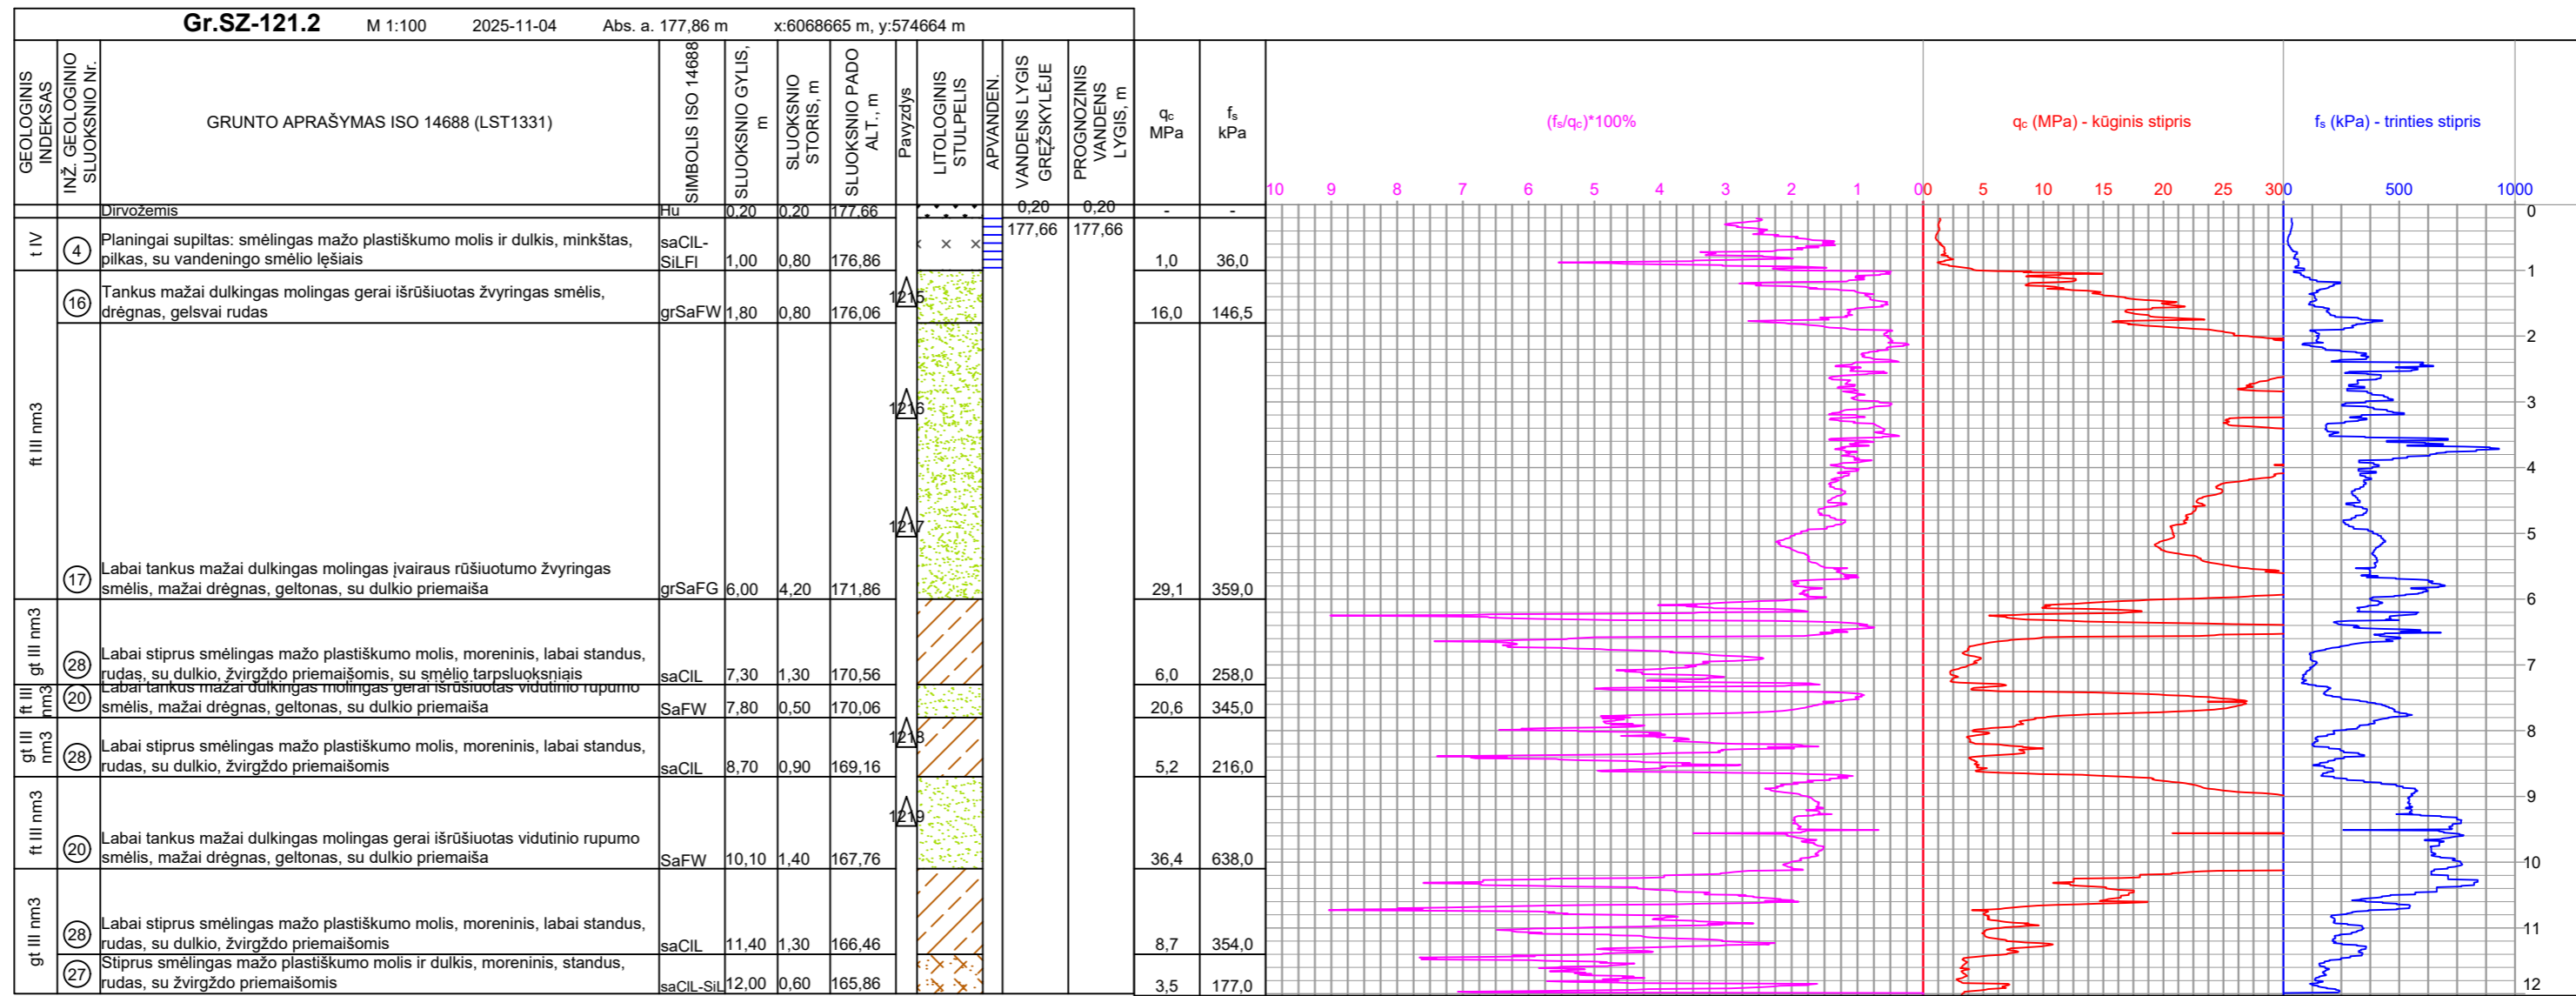 Gr.SZ-121.2 M 1:100 2025-11-04 Abs. a. 177,86 m x:6068665 m, y:574664 m
GEOLOGINIS INDEKSAS
INŽ. GEOLOGINIO SLUOKSNIO Nr.
GRUNTO APRAŠYMAS ISO 14688 (LST1331)
SIMBOLIS ISO 14688
SLUOKSNIO GYLIS, m
SLUOKSNIO STORIS, m
SLUOKSNIO PADO ALT., m
Pavyzdys
LITOLOGINIS STULPELIS
APVANDEN.
VANDENS LYGIS GRĘŽSKYLĖJE
PROGNOZINIS VANDENS LYGIS, m
qc MPa
fs kPa
(fs/qc)*100%
qc (MPa) - kūginis stipris
fs (kPa) - trinties stipris
10 9 8 7 6 5 4 3 2 1 0
0 5 10 15 20 25 30
0 500 1000
Dirvožemis Hu 0,20 0,20 177,66 0,20 0,20 - - 0
177,66 177,66
t IV
4 Planingai supiltas: smėlingas mažo plastiškumo molis ir dulkis, minkštas, saClL-
pilkas, su vandeningo smėlio lęšiais SiLFI 1,00 0,80 176,86 1,0 36,0
1
16 Tankus mažai dulkingas molingas gerai išrūšiuotas žvyringas smėlis,
drėgnas, gelsvai rudas grSaFW 1,80 0,80 176,06 16,0 146,5
1215
2
ft III nm3
1216
3
4
1217
5
17 Labai tankus mažai dulkingas molingas įvairaus rūšiuotumo žvyringas
smėlis, mažai drėgnas, geltonas, su dulkio priemaiša grSaFG 6,00 4,20 171,86 29,1 359,0
6
gt III nm3
28 Labai stiprus smėlingas mažo plastiškumo molis, moreninis, labai standus,
rudas, su dulkio, žvirgždo priemaišomis, su smėlio tarpsluoksniais saClL 7,30 1,30 170,56 6,0 258,0
7
ft III nm3
20 Labai tankus mažai dulkingas molingas gerai išrūšiuotas vidutinio rupumo
smėlis, mažai drėgnas, geltonas, su dulkio priemaiša SaFW 7,80 0,50 170,06 20,6 345,0
gt III nm3
1218
8
28 Labai stiprus smėlingas mažo plastiškumo molis, moreninis, labai standus,
rudas, su dulkio, žvirgždo priemaišomis saClL 8,70 0,90 169,16 5,2 216,0
ft III nm3
1219
9
20 Labai tankus mažai dulkingas molingas gerai išrūšiuotas vidutinio rupumo
smėlis, mažai drėgnas, geltonas, su dulkio priemaiša SaFW 10,10 1,40 167,76 36,4 638,0
10
gt III nm3
28 Labai stiprus smėlingas mažo plastiškumo molis, moreninis, labai standus,
rudas, su dulkio, žvirgždo priemaišomis saClL 11,40 1,30 166,46 8,7 354,0
11
27 Stiprus smėlingas mažo plastiškumo molis ir dulkis, moreninis, standus,
rudas, su žvirgždo priemaišomis saClL-SiL 12,00 0,60 165,86 3,5 177,0
12